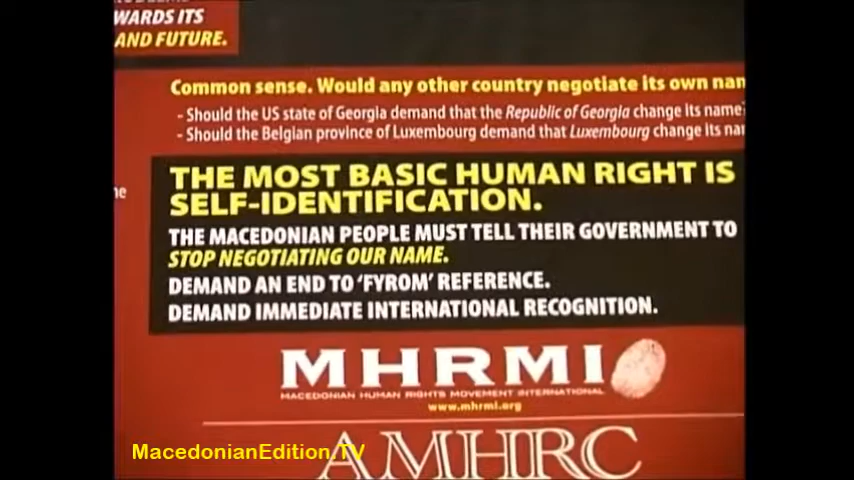 WARDS ITS
AND FUTURE.
Common sense. Would any other country negotiate its own nam
- Should the US state of Georgia demand that the Republic of Georgia change its name?
- Should the Belgian province of Luxembourg demand that Luxembourg change its nam
THE MOST BASIC HUMAN RIGHT IS
SELF-IDENTIFICATION.
THE MACEDONIAN PEOPLE MUST TELL THEIR GOVERNMENT TO
STOP NEGOTIATING OUR NAME.
DEMAND AN END TO 'FYROM' REFERENCE.
DEMAND IMMEDIATE INTERNATIONAL RECOGNITION.
MHRMI
MACEDONIAN HUMAN RIGHTS MOVEMENT INTERNATIONAL
www.mhrmi.org
AMHRC
MacedonianEdition.TV